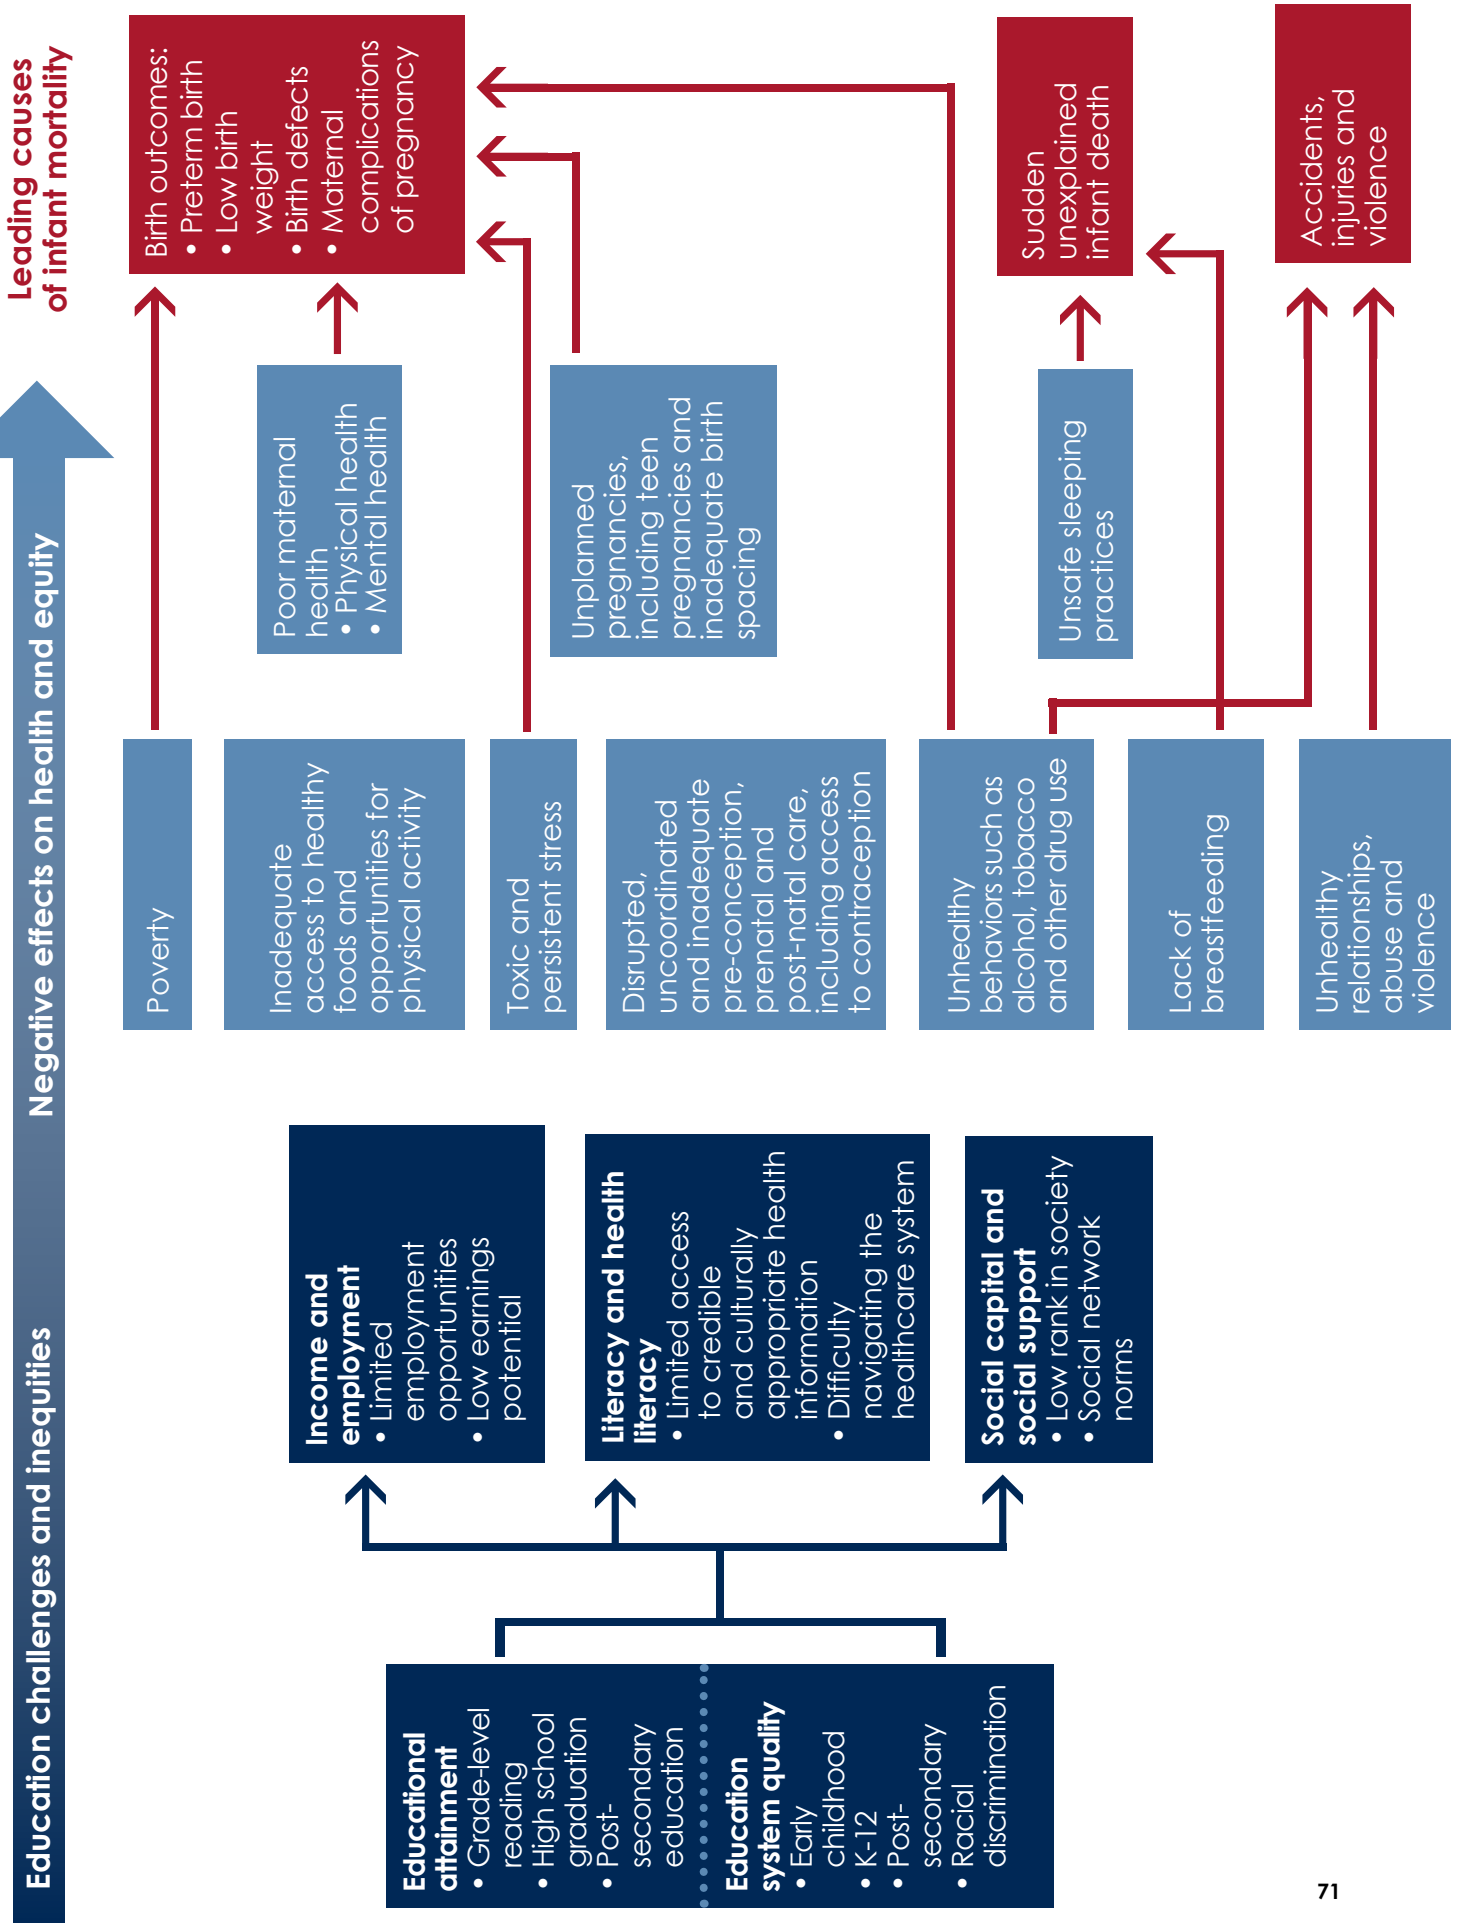 Education challenges and inequities
Negative effects on health and equity
Leading causes
of infant mortality
Educational
attainment
• Grade-level
reading
• High school
graduation
• Post-
secondary
education
Education
system quality
• Early
childhood
• K-12
• Post-
secondary
• Racial
discrimination
Income and
employment
• Limited
employment
opportunities
• Low earnings
potential
Literacy and health
literacy
• Limited access
to credible
and culturally
appropriate health
information
• Difficulty
navigating the
healthcare system
Social capital and
social support
• Low rank in society
• Social network
norms
Poverty
Inadequate
access to healthy
foods and
opportunities for
physical activity
Toxic and
persistent stress
Disrupted,
uncoordinated
and inadequate
pre-conception,
prenatal and
post-natal care,
including access
to contraception
Unhealthy
behaviors such as
alcohol, tobacco
and other drug use
Lack of
breastfeeding
Unhealthy
relationships,
abuse and
violence
Poor maternal
health
• Physical health
• Mental health
Unplanned
pregnancies,
including teen
pregnancies and
inadequate birth
spacing
Unsafe sleeping
practices
Birth outcomes:
• Preterm birth
• Low birth
weight
• Birth defects
• Maternal
complications
of pregnancy
Sudden
unexplained
infant death
Accidents,
injuries and
violence
71